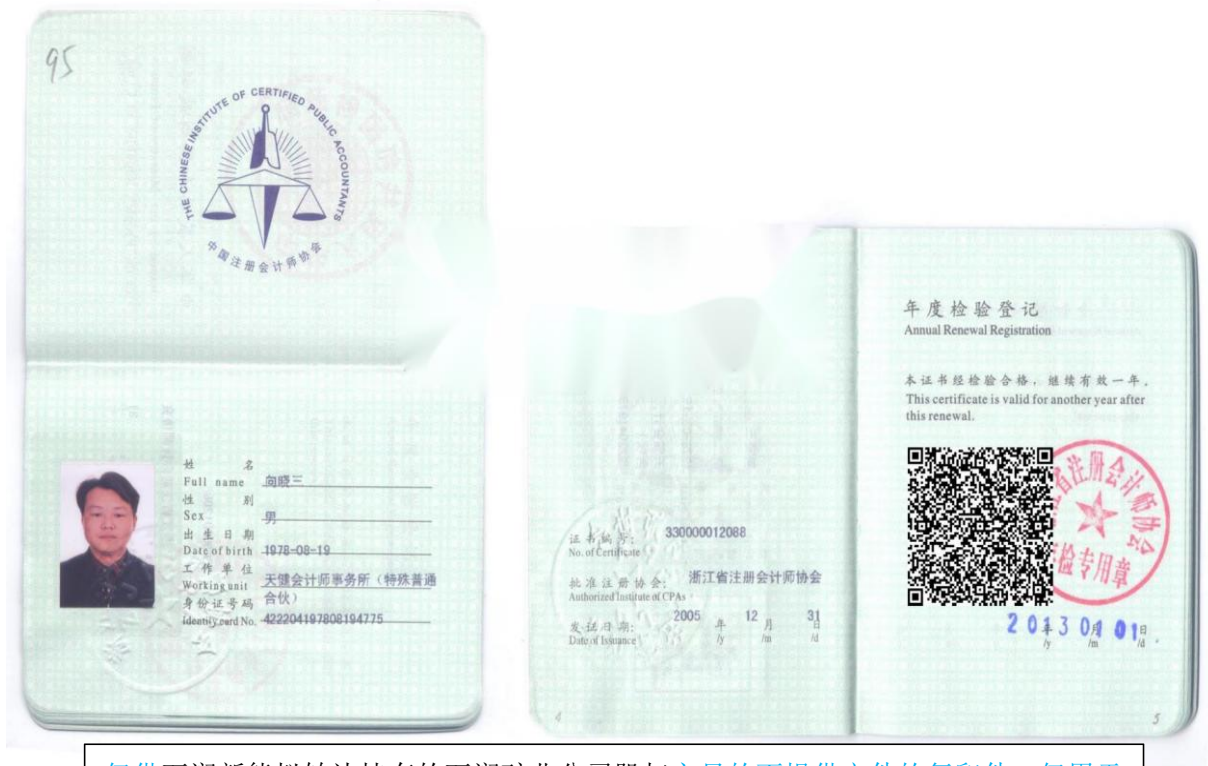 95
THE CHINESE INSTITUTE OF CERTIFIED PUBLIC ACCOUNTANTS
中国注册会计师协会
姓 名
Full name 向晓三
性 别
Sex 男
出生日期
Date of birth 1978-08-19
工作单位
Working unit 天健会计师事务所（特殊普通
合伙）
身份证号码
Identity card No. 422204197808194775
证书编号: 330000012088
No. of Certificate
批准注册协会: 浙江省注册会计师协会
Authorized Institute of CPAs
发证日期: 2005 年 12 月 31 日
Date of Issuance /y /m /d
4
年度检验登记
Annual Renewal Registration
本证书经检验合格，继续有效一年。
This certificate is valid for another year after
this renewal.
省注册会计师协会
检专用章
2013 年 月 01 日
/y /m /d
5